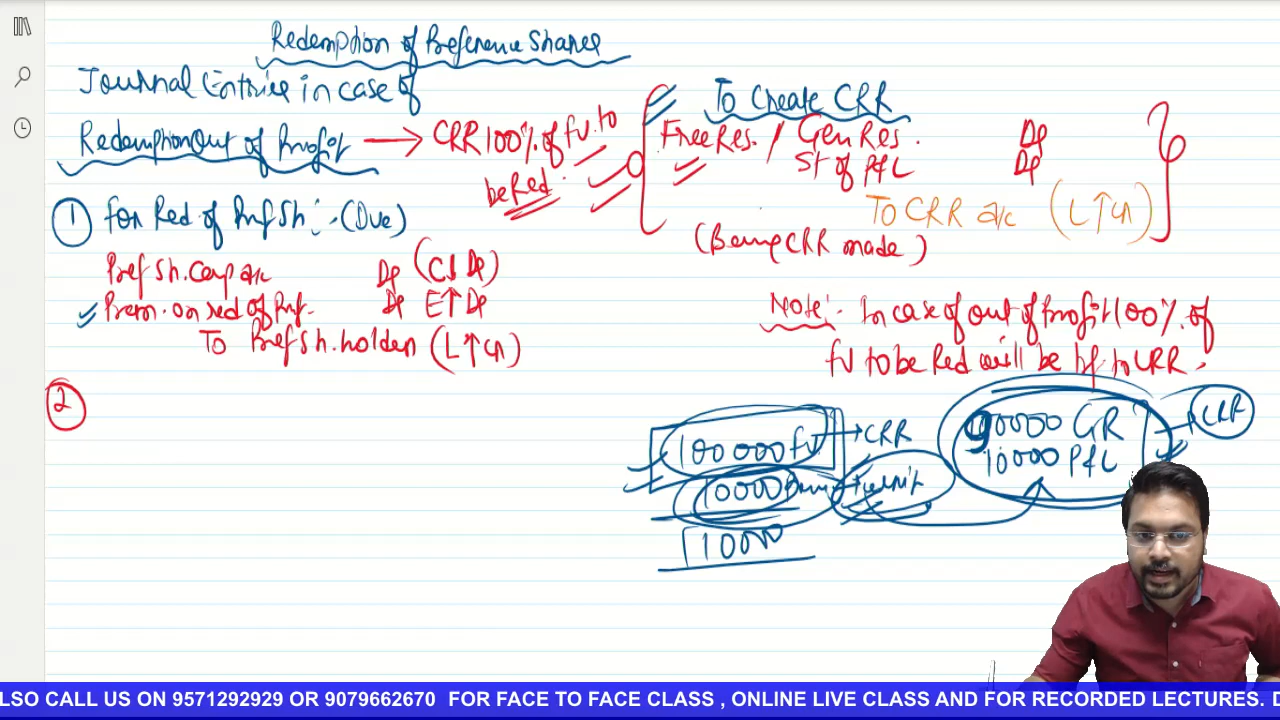 Redemption of Preference Shares
Journal Entries in case of
Redemption out of Profit → CRR 100% of FV to
be Red.
① For Red of Pref Sh :- (Due)
Pref Sh. Cap a/c Dr (C↓ Dr)
Prem. on red of Pref. Dr E↑ Dr
To Pref Sh. holders (L↑ Cr)
②
To Create CRR
Free Res. / Gen Res. Dr
St of P&L Dr
To CRR a/c (L↑ Cr)
(Being CRR made)
Note:- In case of out of Profit 100% of
FV to be Red will be tf to CRR.
100000 FV → CRR
10000
90000 GR → CRR
10000 P&L
ALSO CALL US ON 9571292929 OR 9079662670 FOR FACE TO FACE CLASS , ONLINE LIVE CLASS AND FOR RECORDED LECTURES.